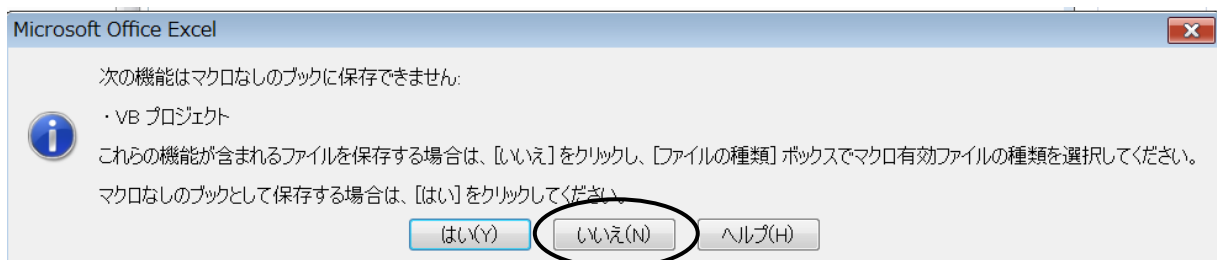 Microsoft Office Excel
次の機能はマクロなしのブックに保存できません:
・VB プロジェクト
これらの機能が含まれるファイルを保存する場合は、[いいえ] をクリックし、[ファイルの種類] ボックスでマクロ有効ファイルの種類を選択してください。
マクロなしのブックとして保存する場合は、[はい] をクリックしてください。
はい(Y) いいえ(N) ヘルプ(H)